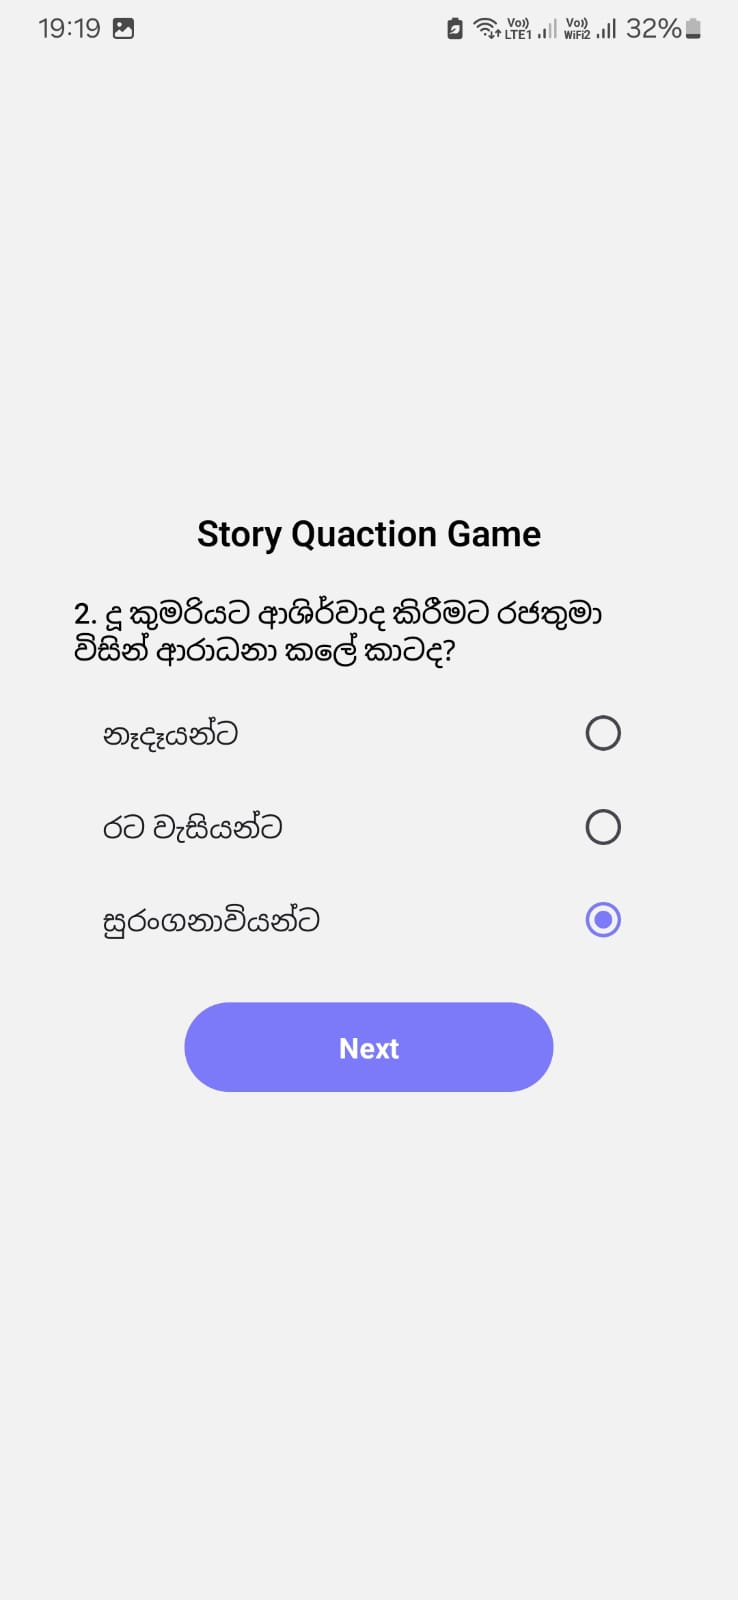 19:19
Vo))
LTE1
Vo))
WiFi2
32%
Story Quaction Game
2. දූ කුමරියට ආශිර්වාද කිරීමට රජතුමා
විසින් ආරාධනා කලේ කාටද?
නෑදෑයන්ට
රට වැසියන්ට
සුරංගනාවියන්ට
Next